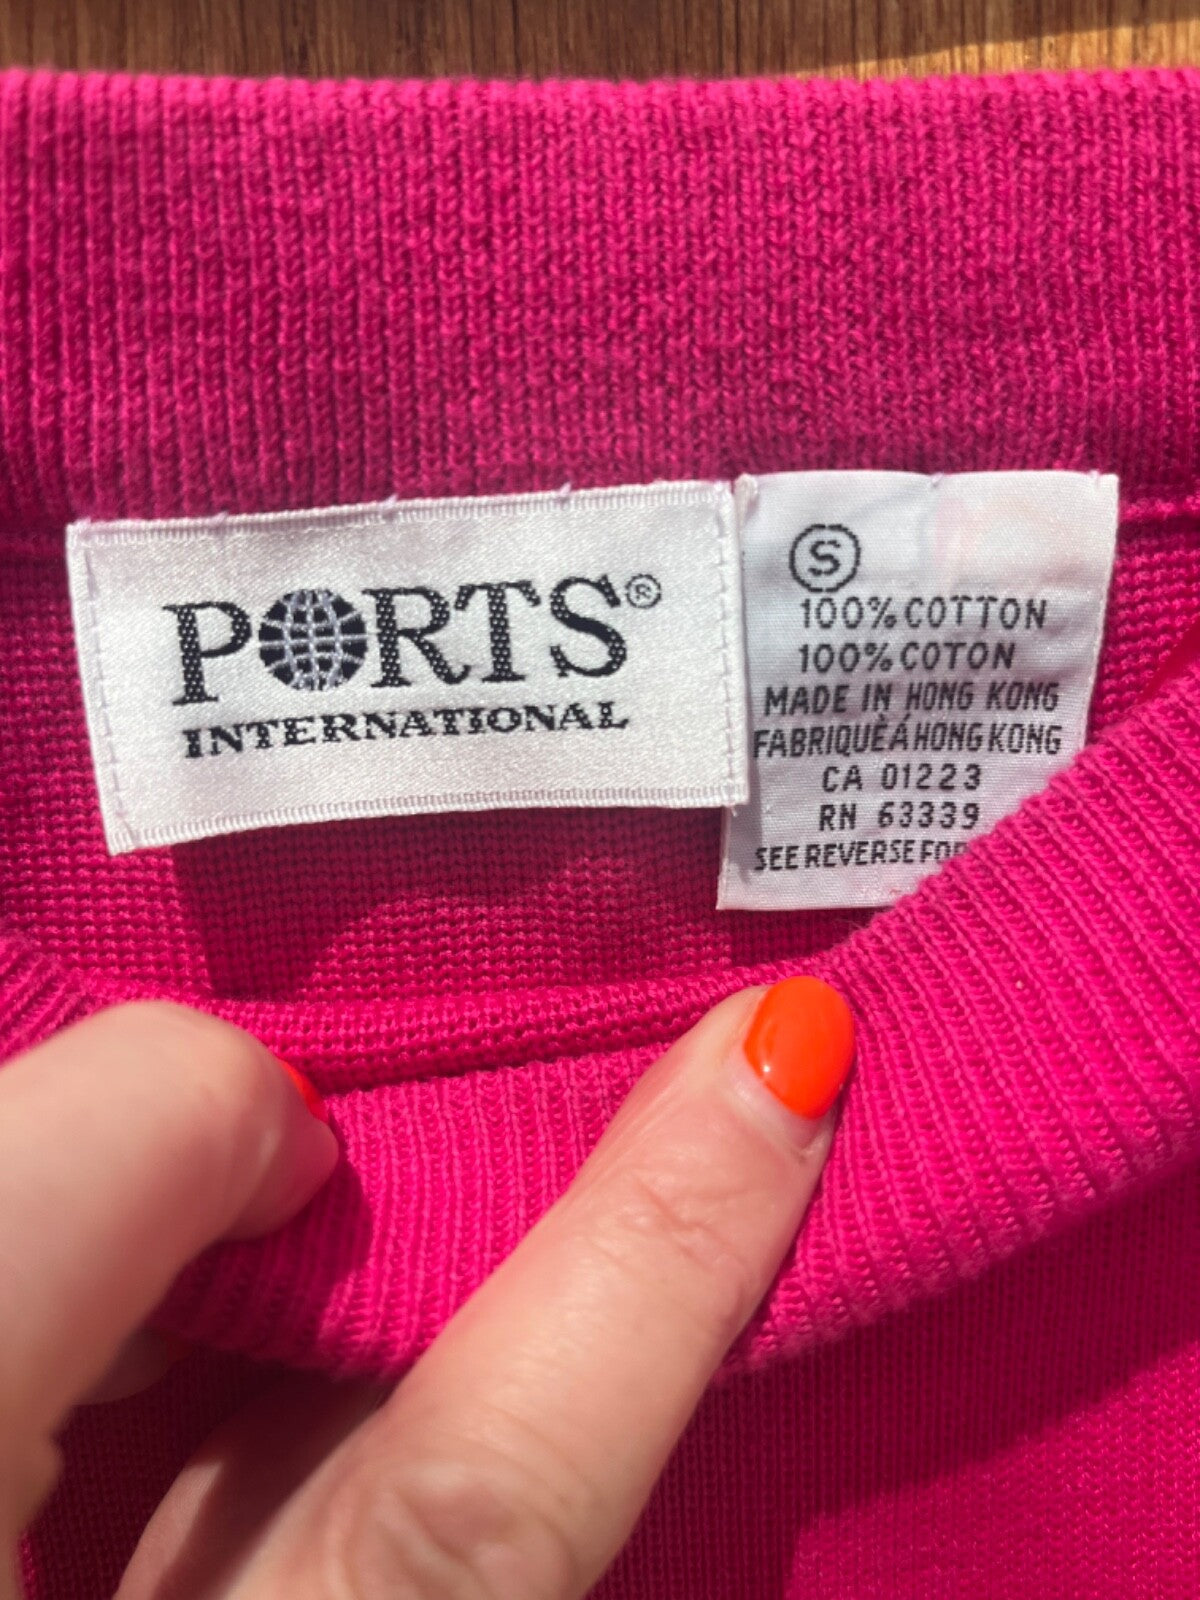 PORTS®
INTERNATIONAL
S
100% COTTON
100% COTON
MADE IN HONG KONG
FABRIQUÈ Á HONG KONG
CA 01223
RN 63339
SEE REVERSE FOR